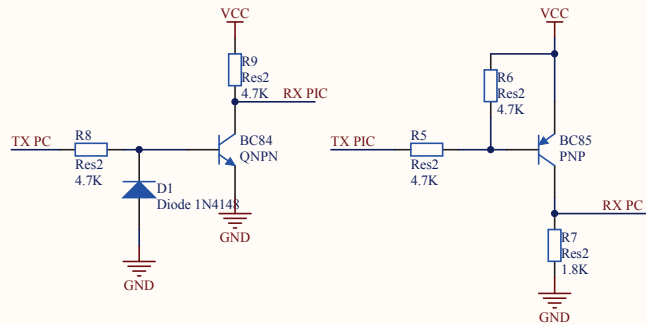 VCC
R9
Res2
4.7K
RX PIC
TX PC
R8
Res2
4.7K
BC84
QNPN
D1
Diode 1N4148
GND
GND
VCC
R6
Res2
4.7K
TX PIC
R5
Res2
4.7K
BC85
PNP
RX PC
R7
Res2
1.8K
GND